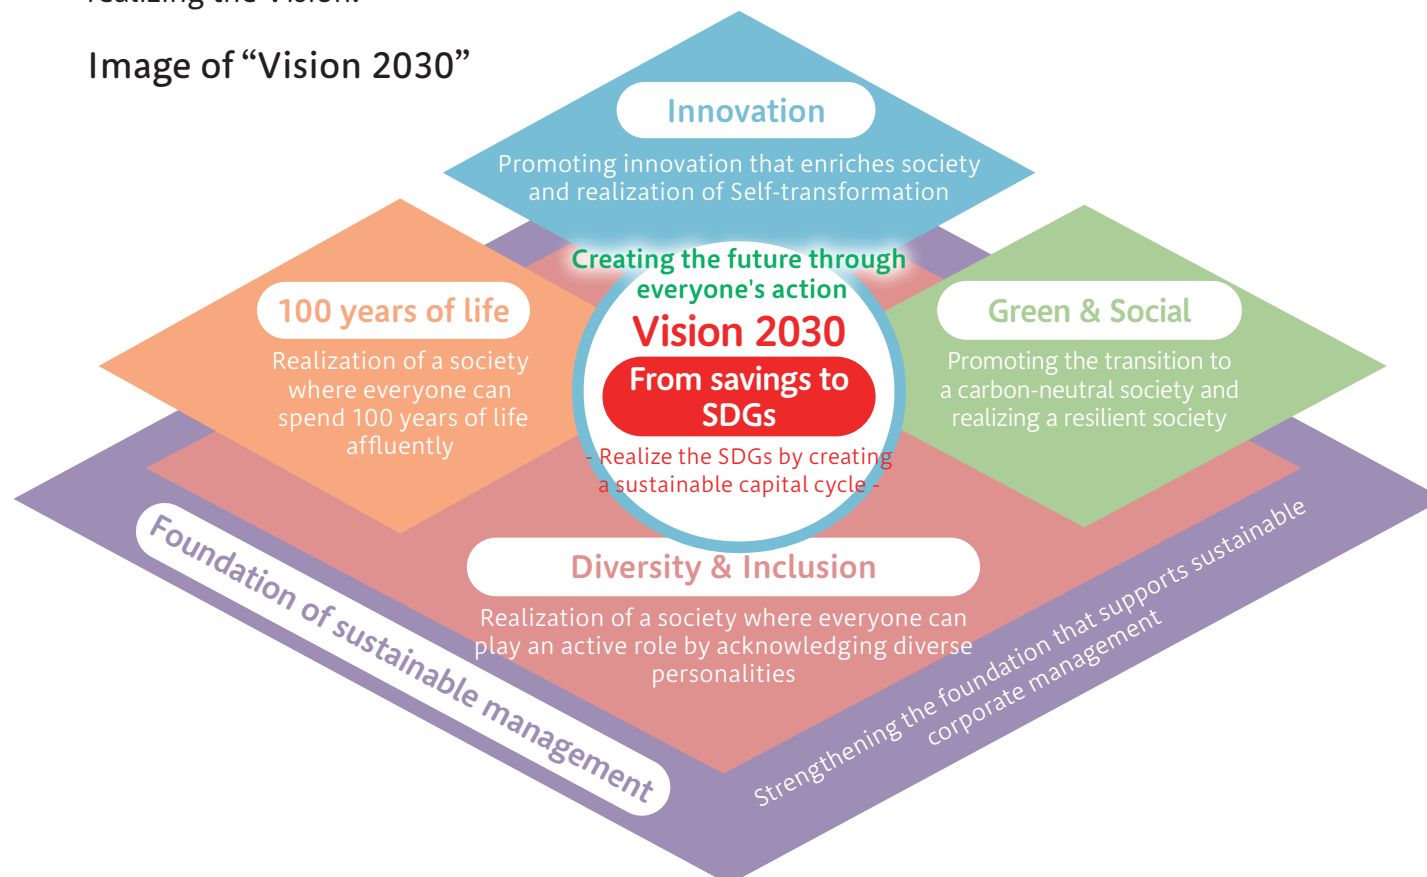 realizing the Vision.
Image of “Vision 2030”
Innovation
Promoting innovation that enriches society
and realization of Self-transformation
Creating the future through
everyone's action
Vision 2030
From savings to
SDGs
- Realize the SDGs by creating
a sustainable capital cycle -
100 years of life
Realization of a society
where everyone can
spend 100 years of life
affluently
Green & Social
Promoting the transition to
a carbon-neutral society and
realizing a resilient society
Diversity & Inclusion
Realization of a society where everyone can
play an active role by acknowledging diverse
personalities
Foundation of sustainable management
Strengthening the foundation that supports sustainable
corporate management